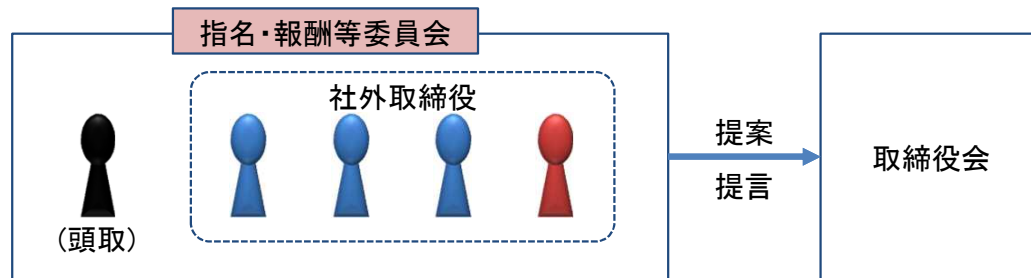 指名・報酬等委員会
社外取締役
(頭取)
提案
提言
取締役会